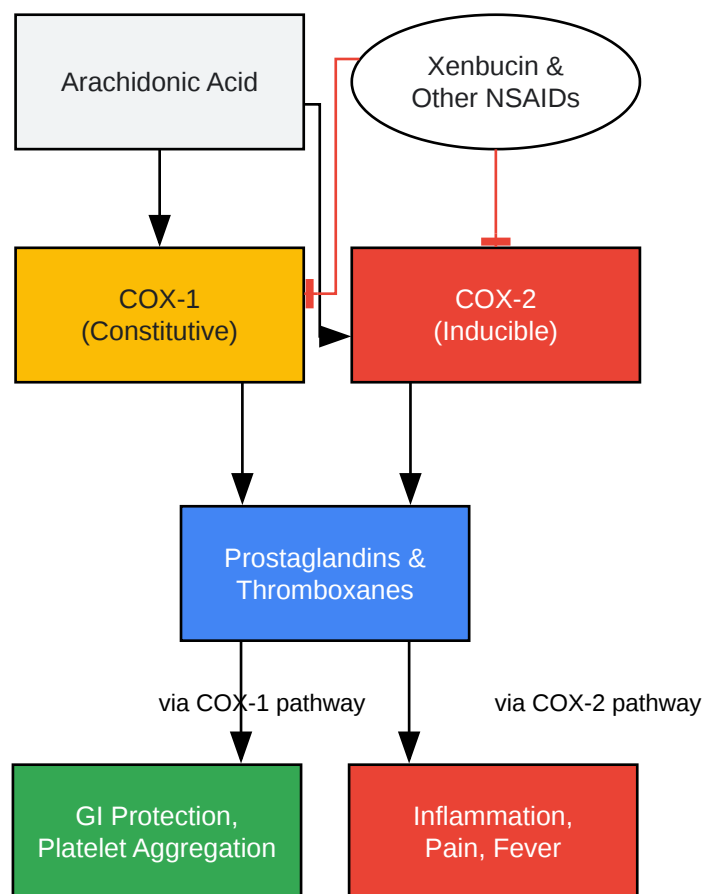 Arachidonic Acid
Xenbucin &
Other NSAIDs
COX-1
(Constitutive)
COX-2
(Inducible)
Prostaglandins &
Thromboxanes
via COX-1 pathway
via COX-2 pathway
GI Protection,
Platelet Aggregation
Inflammation,
Pain, Fever